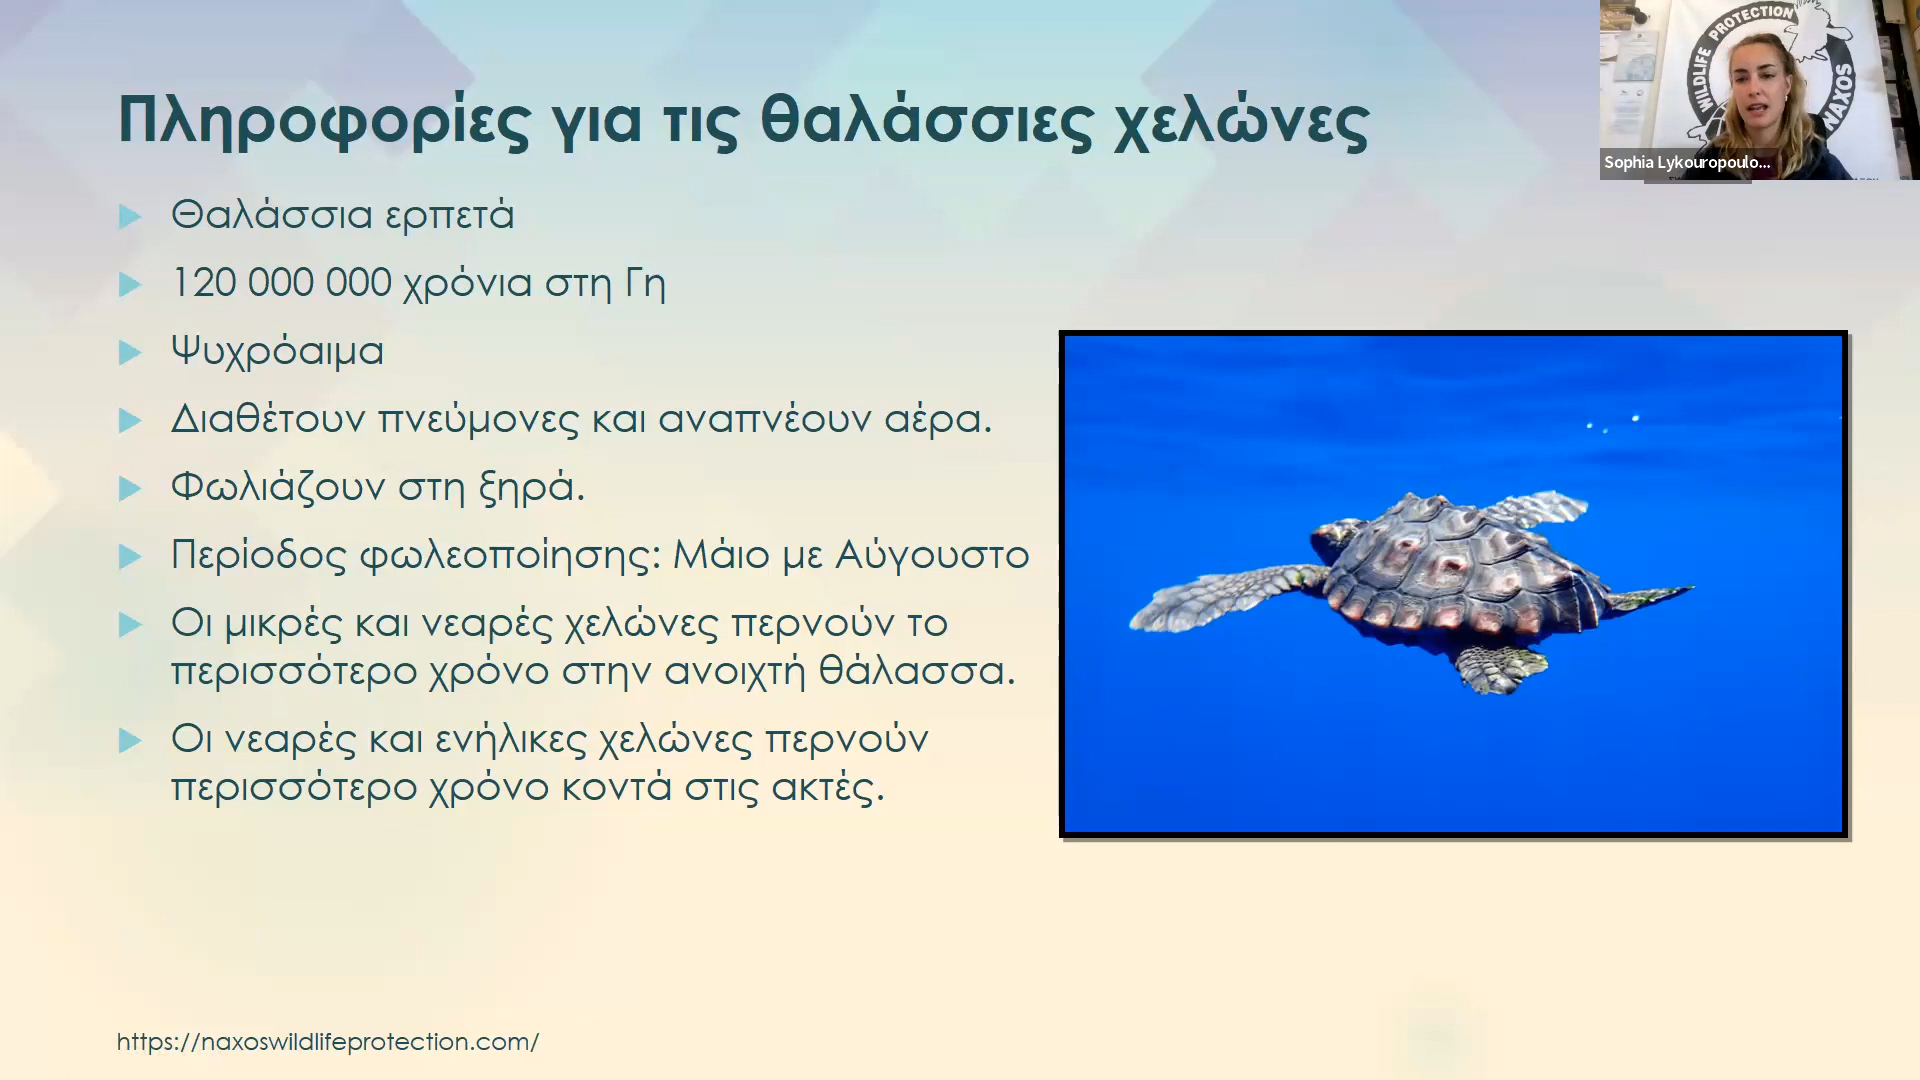 Πληροφορίες για τις θαλάσσιες χελώνες
Θαλάσσια ερπετά
120 000 000 χρόνια στη Γη
Ψυχρόαιμα
Διαθέτουν πνεύμονες και αναπνέουν αέρα.
Φωλιάζουν στη ξηρά.
Περίοδος φωλεοποίησης: Μάιο με Αύγουστο
Οι μικρές και νεαρές χελώνες περνούν το
περισσότερο χρόνο στην ανοιχτή θάλασσα.
Οι νεαρές και ενήλικες χελώνες περνούν
περισσότερο χρόνο κοντά στις ακτές.
https://naxoswildlifeprotection.com/
WILDLIFE PROTECTION
NAXOS
Sophia Lykouropoulo...